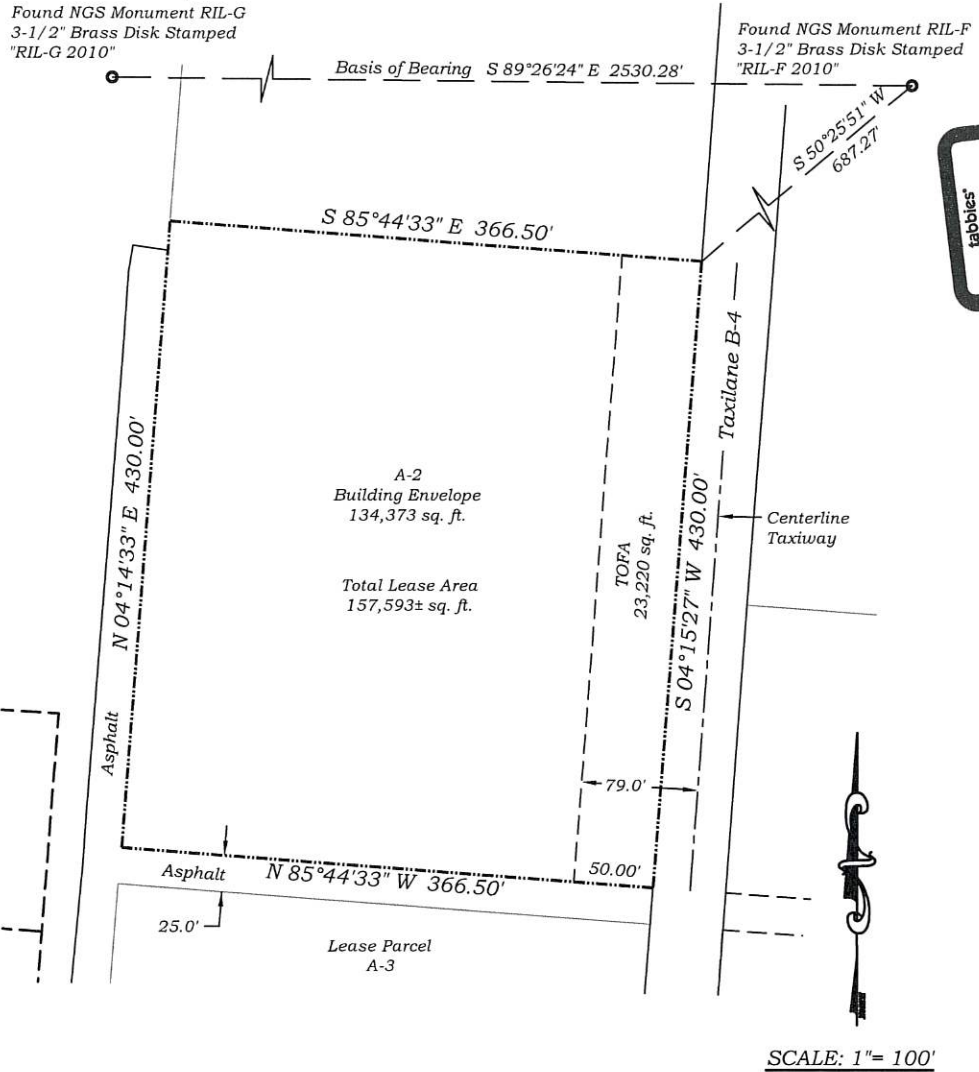 Found NGS Monument RIL-G
3-1/2" Brass Disk Stamped
"RIL-G 2010"
Found NGS Monument RIL-F
3-1/2" Brass Disk Stamped
"RIL-F 2010"
Basis of Bearing S 89°26'24" E 2530.28'
S 50°25'51" W
687.27'
tabbies®
S 85°44'33" E 366.50'
Taxilane B-4
N 04°14'33" E 430.00'
A-2
Building Envelope
134,373 sq. ft.
Total Lease Area
157,593± sq. ft.
TOFA
23,220 sq. ft.
S 04°15'27" W 430.00'
Centerline
Taxiway
Asphalt
79.0'
50.00'
Asphalt
N 85°44'33" W 366.50'
25.0'
Lease Parcel
A-3
SCALE: 1"= 100'